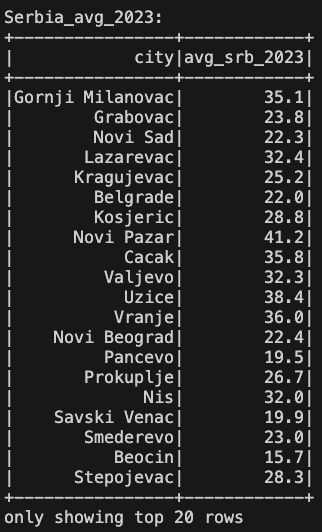 Serbia_avg_2023:
+---------------+------------+
|           city|avg_srb_2023|
+---------------+------------+
|Gornji Milanovac|        35.1|
|       Grabovac|        23.8|
|       Novi Sad|        22.3|
|      Lazarevac|        32.4|
|     Kragujevac|        25.2|
|       Belgrade|        22.0|
|       Kosjeric|        28.8|
|     Novi Pazar|        41.2|
|          Cacak|        35.8|
|        Valjevo|        32.3|
|          Uzice|        38.4|
|         Vranje|        36.0|
|   Novi Beograd|        22.4|
|        Pancevo|        19.5|
|      Prokuplje|        26.7|
|            Nis|        32.0|
|   Savski Venac|        19.9|
|      Smederevo|        23.0|
|        Beocin|        15.7|
|     Stepojevac|        28.3|
+---------------+------------+
only showing top 20 rows